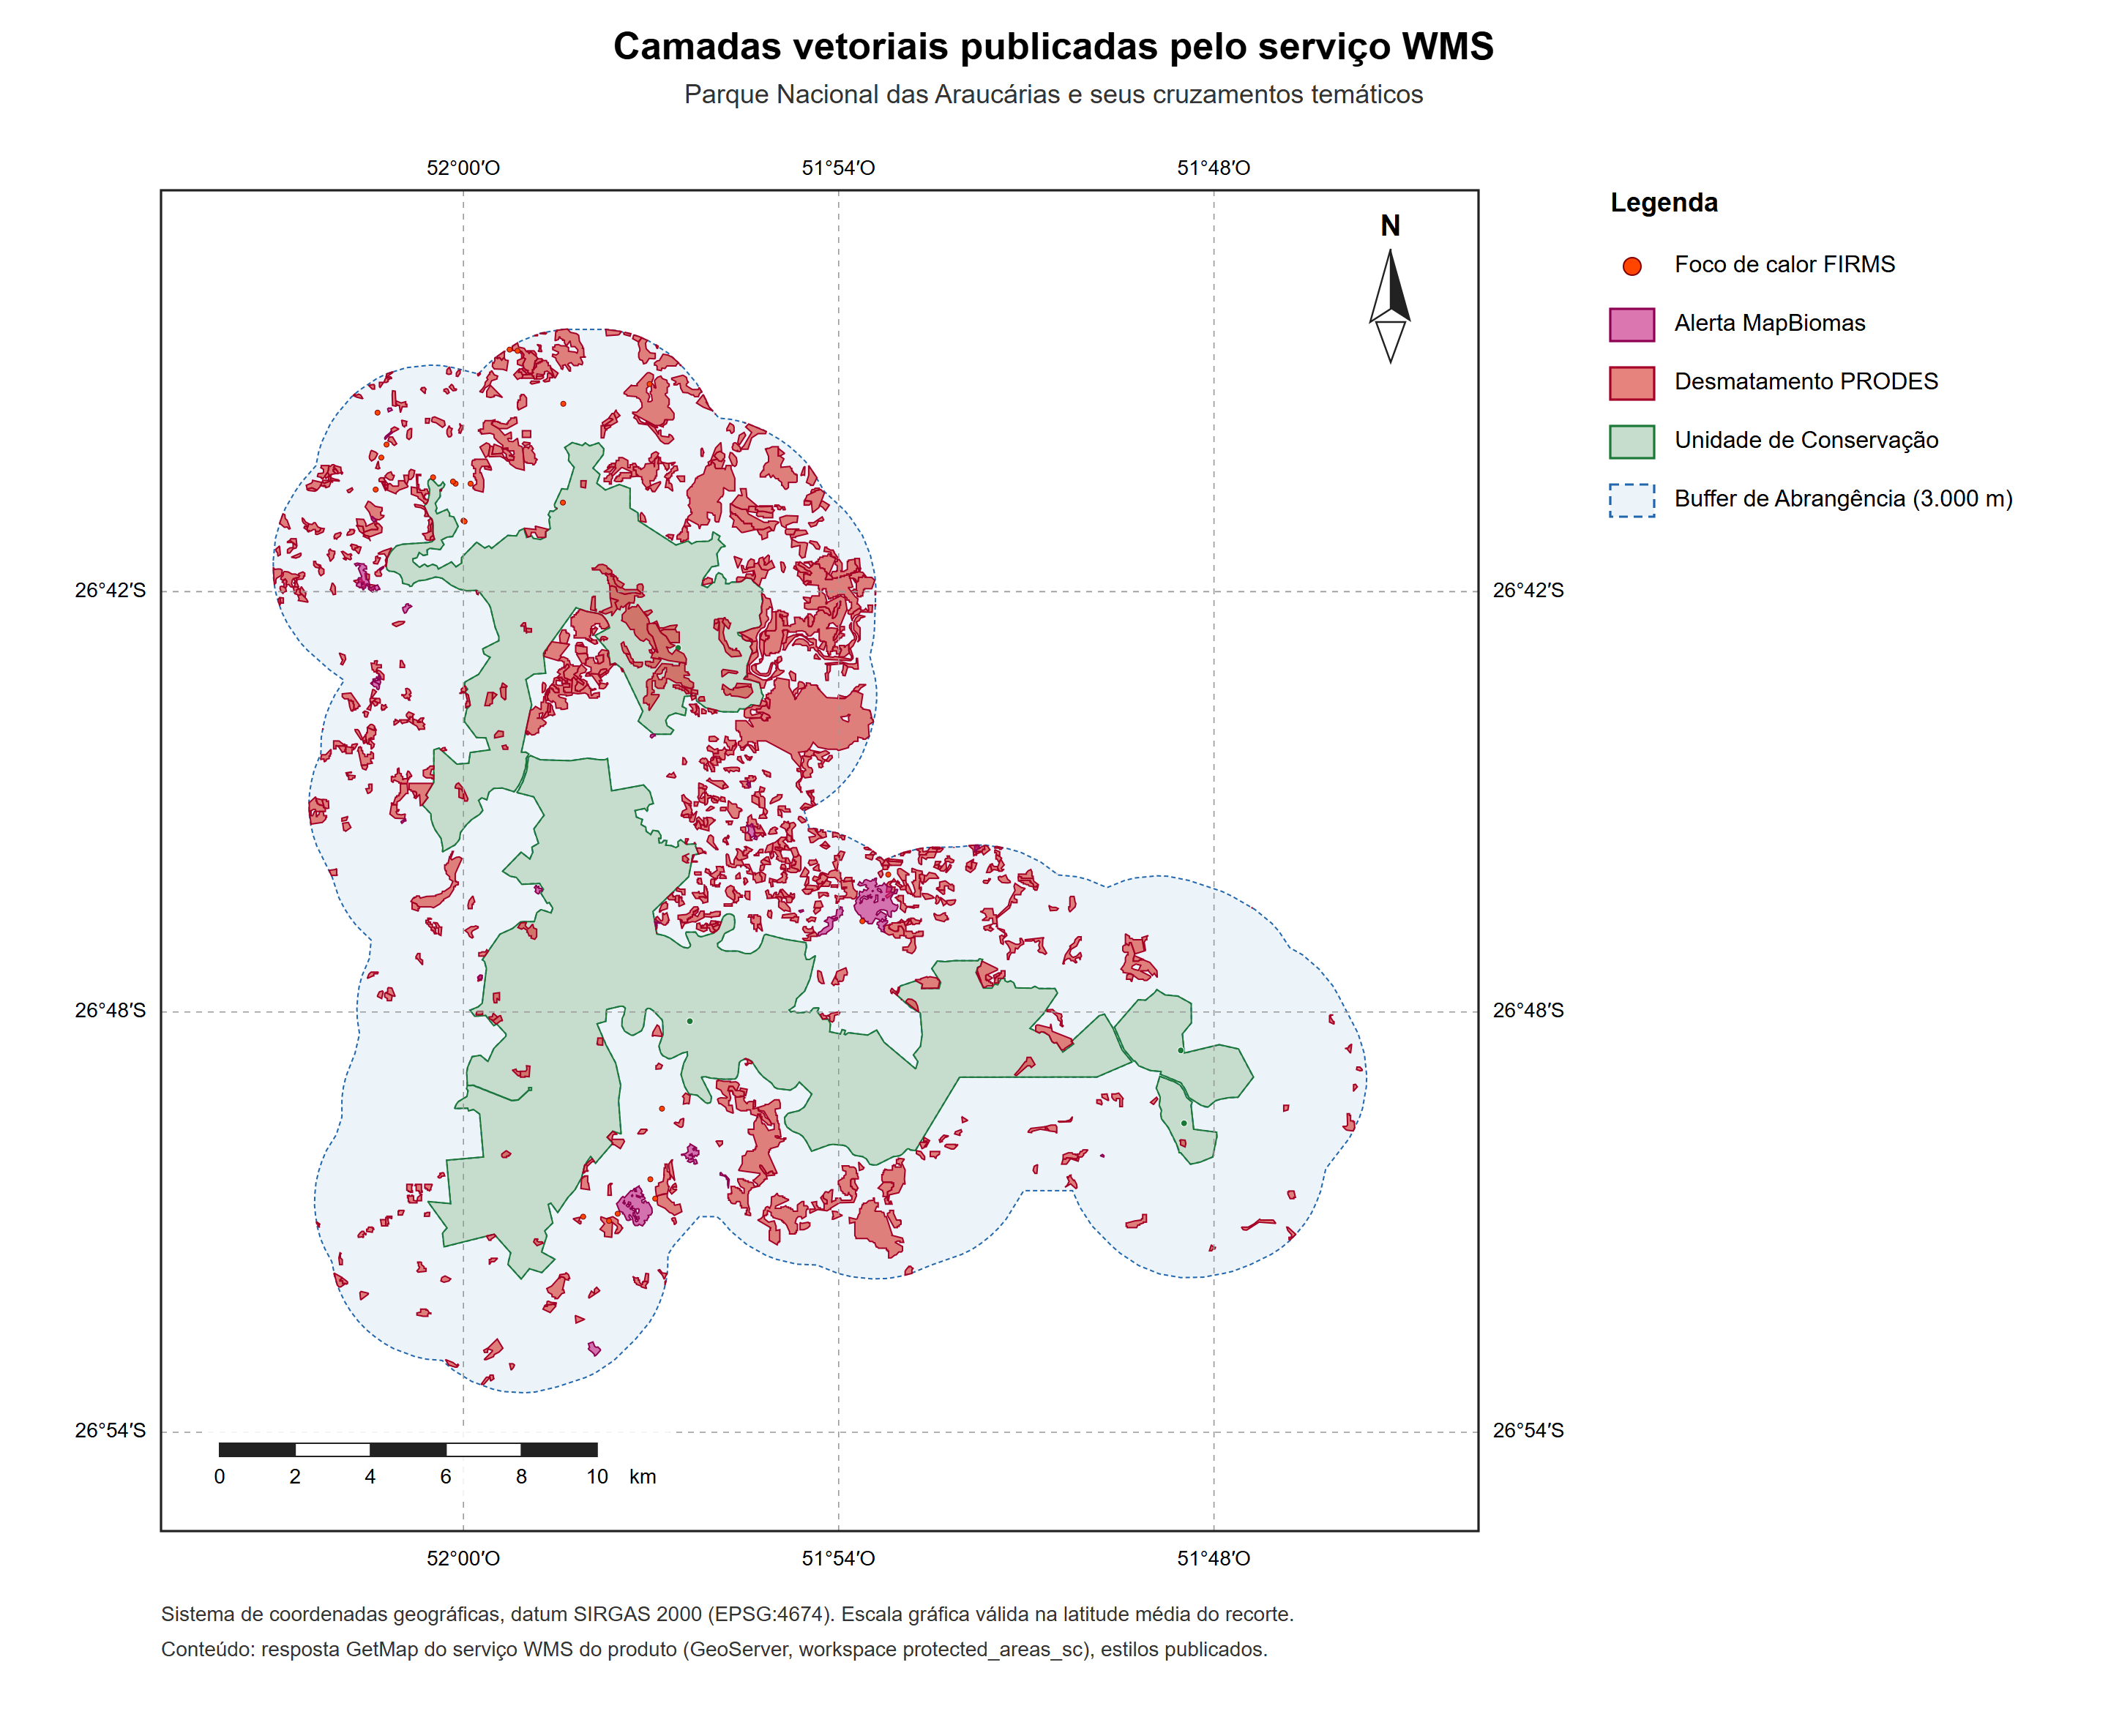 Camadas vetoriais publicadas pelo serviço WMS
Parque Nacional das Araucárias e seus cruzamentos temáticos
52°00′O 51°54′O 51°48′O
N
Legenda
Foco de calor FIRMS
Alerta MapBiomas
Desmatamento PRODES
Unidade de Conservação
Buffer de Abrangência (3.000 m)
26°42′S 26°42′S
26°48′S 26°48′S
26°54′S 26°54′S
0 2 4 6 8 10 km
52°00′O 51°54′O 51°48′O
Sistema de coordenadas geográficas, datum SIRGAS 2000 (EPSG:4674). Escala gráfica válida na latitude média do recorte.
Conteúdo: resposta GetMap do serviço WMS do produto (GeoServer, workspace protected_areas_sc), estilos publicados.